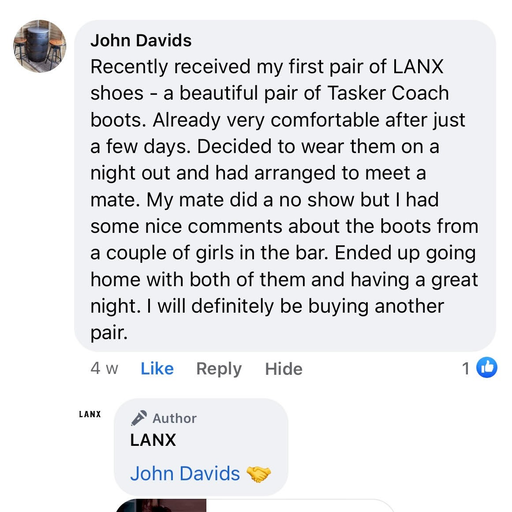 John Davids
Recently received my first pair of LANX
shoes - a beautiful pair of Tasker Coach
boots. Already very comfortable after just
a few days. Decided to wear them on a
night out and had arranged to meet a
mate. My mate did a no show but I had
some nice comments about the boots from
a couple of girls in the bar. Ended up going
home with both of them and having a great
night. I will definitely be buying another
pair.
4 w Like Reply Hide 1
LANX
Author
LANX
John Davids 🤝